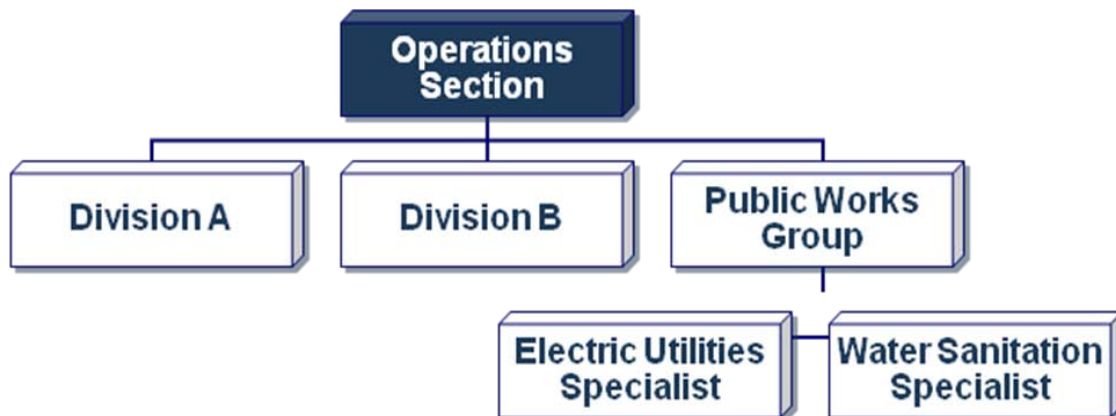 Operations
Section
Division A
Division B
Public Works
Group
Electric Utilities
Specialist
Water Sanitation
Specialist